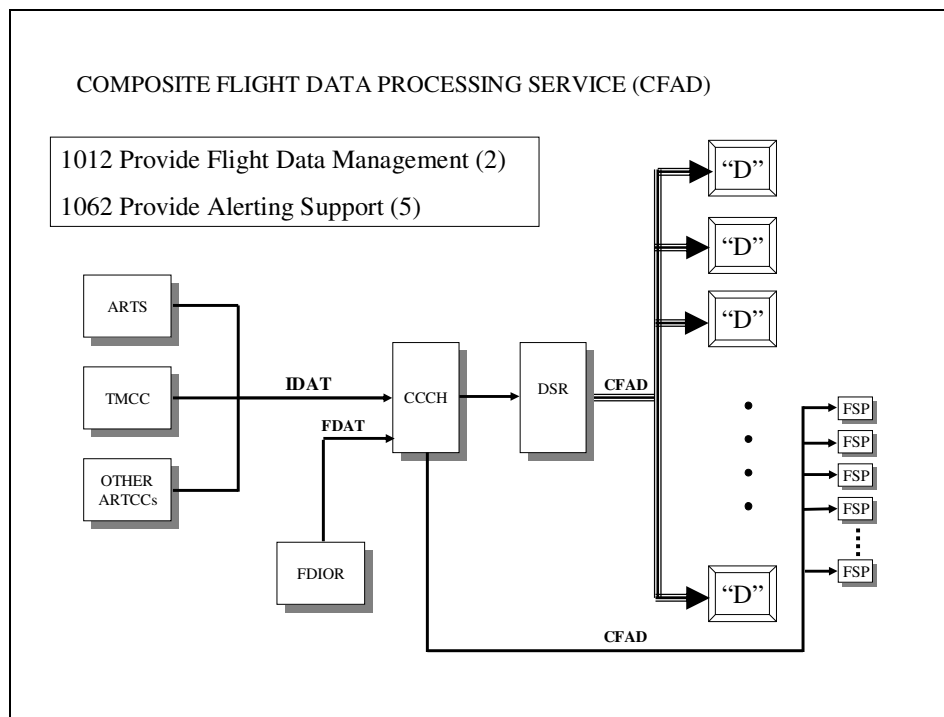 COMPOSITE FLIGHT DATA PROCESSING SERVICE (CFAD)
1012 Provide Flight Data Management (2)
1062 Provide Alerting Support (5)
“D”
“D”
“D”
ARTS
TMCC
OTHER
ARTCCs
IDAT
FDAT
FDIOR
CCCH
DSR
CFAD
FSP
FSP
FSP
FSP
FSP
“D”
CFAD